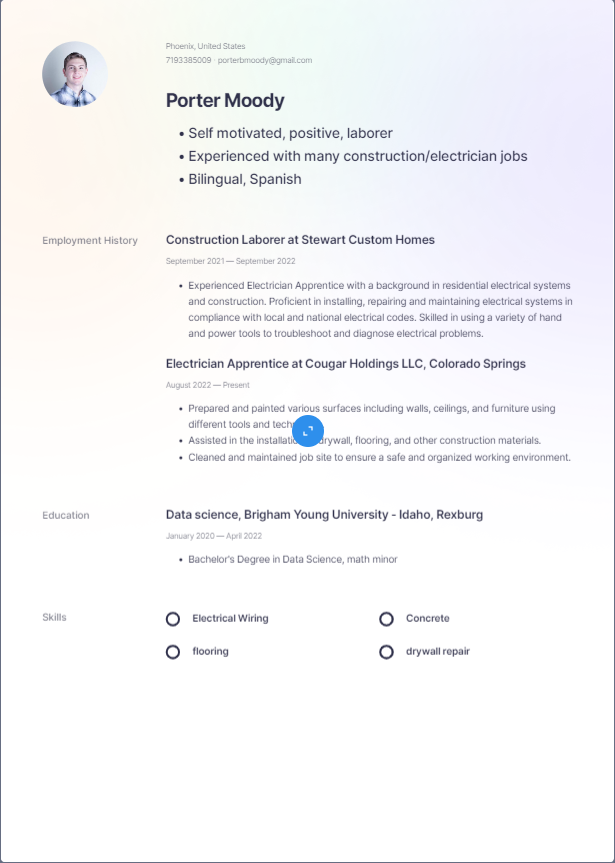 Phoenix, United States
7193385009 · porterbmoody@gmail.com
Porter Moody
• Self motivated, positive, laborer
• Experienced with many construction/electrician jobs
• Bilingual, Spanish
Employment History
Construction Laborer at Stewart Custom Homes
September 2021 — September 2022
• Experienced Electrician Apprentice with a background in residential electrical systems
and construction. Proficient in installing, repairing and maintaining electrical systems in
compliance with local and national electrical codes. Skilled in using a variety of hand
and power tools to troubleshoot and diagnose electrical problems.
Electrician Apprentice at Cougar Holdings LLC, Colorado Springs
August 2022 — Present
• Prepared and painted various surfaces including walls, ceilings, and furniture using
different tools and
• Assisted in the drywall, flooring, and other construction materials.
• Cleaned and maintained job site to ensure a safe and organized working environment.
Education
Data science, Brigham Young University - Idaho, Rexburg
January 2020 — April 2022
• Bachelor's Degree in Data Science, math minor
Skills
Electrical Wiring
Concrete
flooring
drywall repair